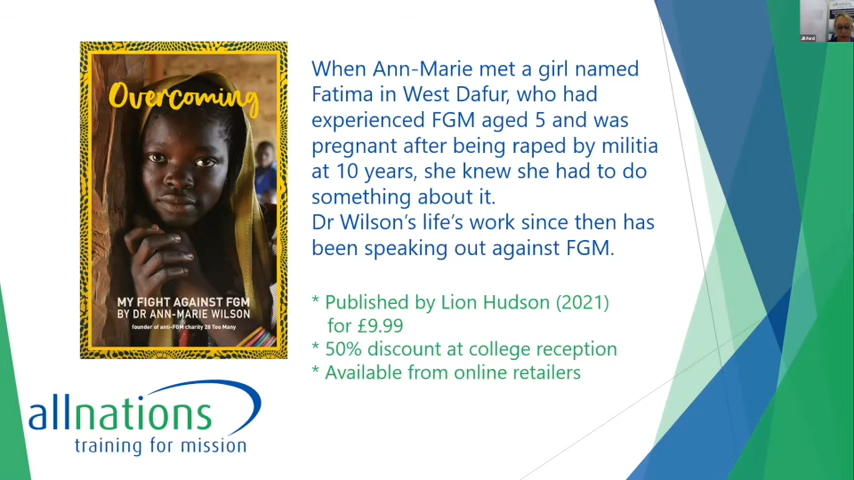 Overcoming
MY FIGHT AGAINST FGM
BY DR ANN-MARIE WILSON
founder of anti-FGM charity 28 Too Many
When Ann-Marie met a girl named
Fatima in West Dafur, who had
experienced FGM aged 5 and was
pregnant after being raped by militia
at 10 years, she knew she had to do
something about it.
Dr Wilson's life's work since then has
been speaking out against FGM.
* Published by Lion Hudson (2021)
for £9.99
* 50% discount at college reception
* Available from online retailers
allnations
training for mission